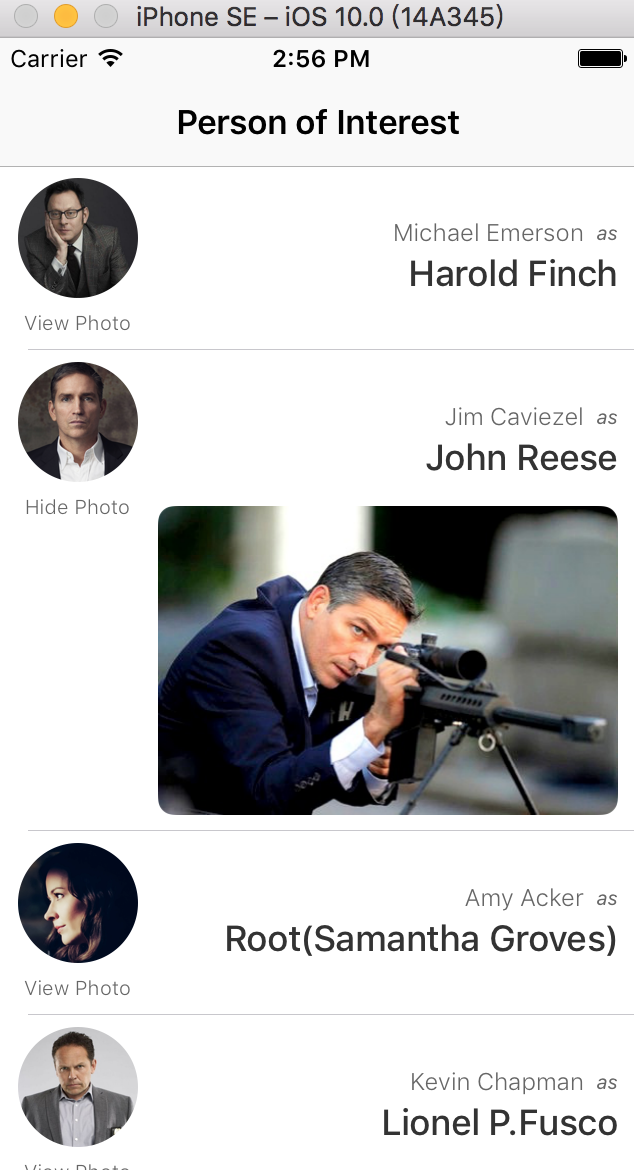 iPhone SE – iOS 10.0 (14A345)
Carrier 2:56 PM
Person of Interest
Michael Emerson as
Harold Finch
View Photo
Jim Caviezel as
John Reese
Hide Photo
Amy Acker as
Root(Samantha Groves)
View Photo
Kevin Chapman as
Lionel P.Fusco
View Photo